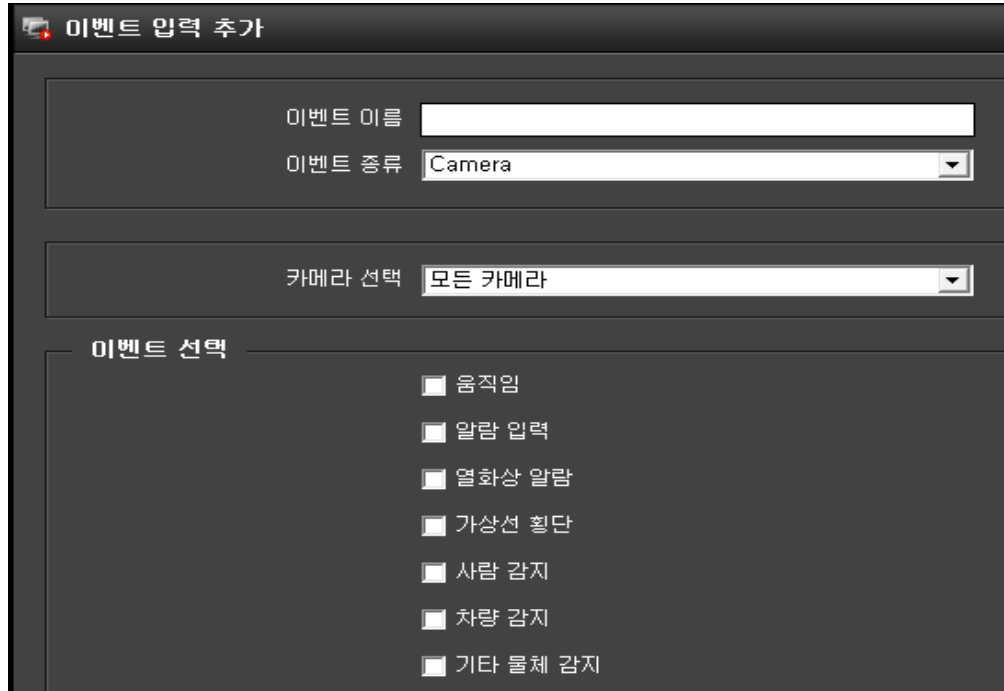 이벤트 입력 추가
이벤트 이름
이벤트 종류 Camera
카메라 선택 모든 카메라
이벤트 선택
움직임
알람 입력
열화상 알람
가상선 횡단
사람 감지
차량 감지
기타 물체 감지